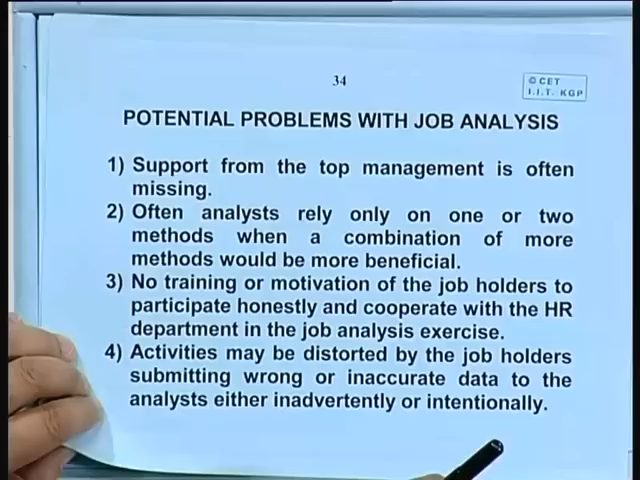 34
© CET
I.I.T. KGP
POTENTIAL PROBLEMS WITH JOB ANALYSIS
1) Support from the top management is often
missing.
2) Often analysts rely only on one or two
methods when a combination of more
methods would be more beneficial.
3) No training or motivation of the job holders to
participate honestly and cooperate with the HR
department in the job analysis exercise.
4) Activities may be distorted by the job holders
submitting wrong or inaccurate data to the
analysts either inadvertently or intentionally.